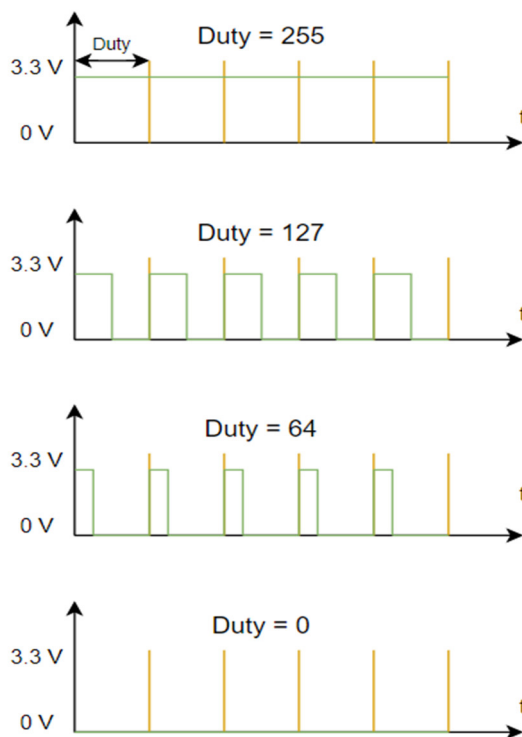 Duty = 255
Duty
3.3 V
0 V
t
Duty = 127
3.3 V
0 V
t
Duty = 64
3.3 V
0 V
t
Duty = 0
3.3 V
0 V
t